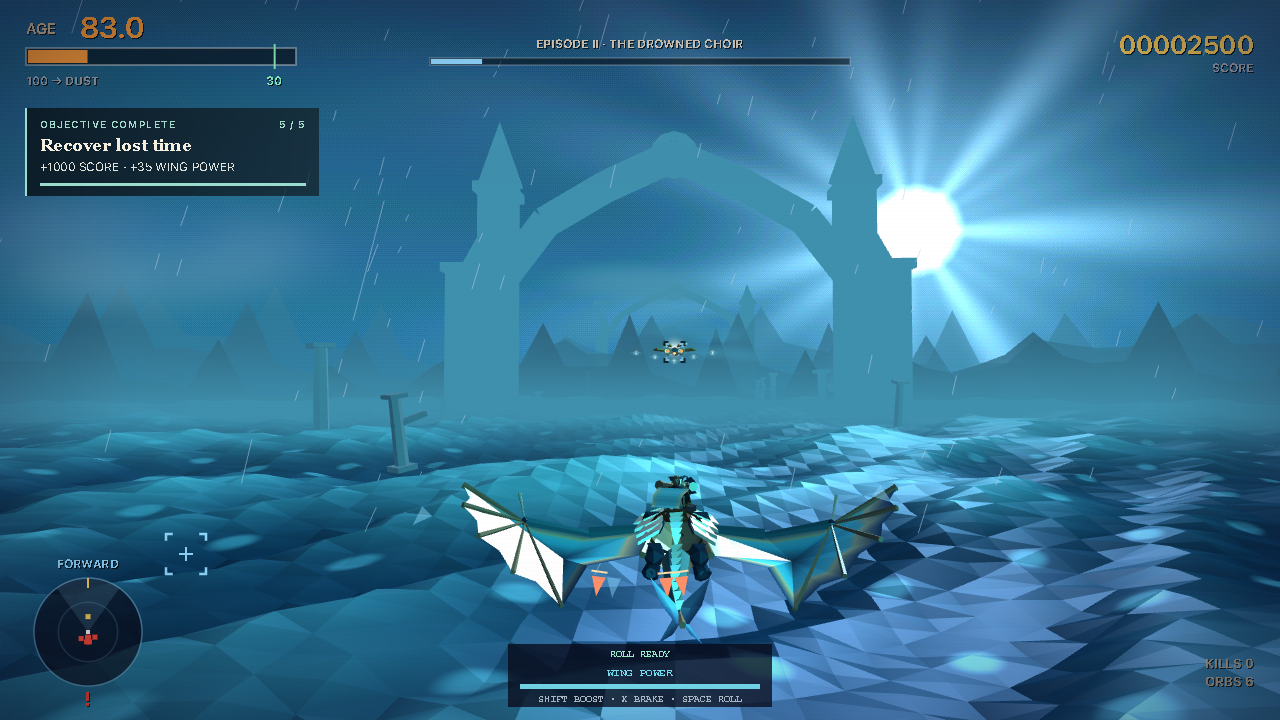 AGE 83.0
100 → DUST 30
EPISODE II · THE DROWNED CHOIR
00002500
SCORE
OBJECTIVE COMPLETE 5 / 5
Recover lost time
+1000 SCORE · +35 WING POWER
FORWARD
!
ROLL READY
WING POWER
SHIFT BOOST · K BRAKE · SPACE ROLL
KILLS 0
ORBS 6